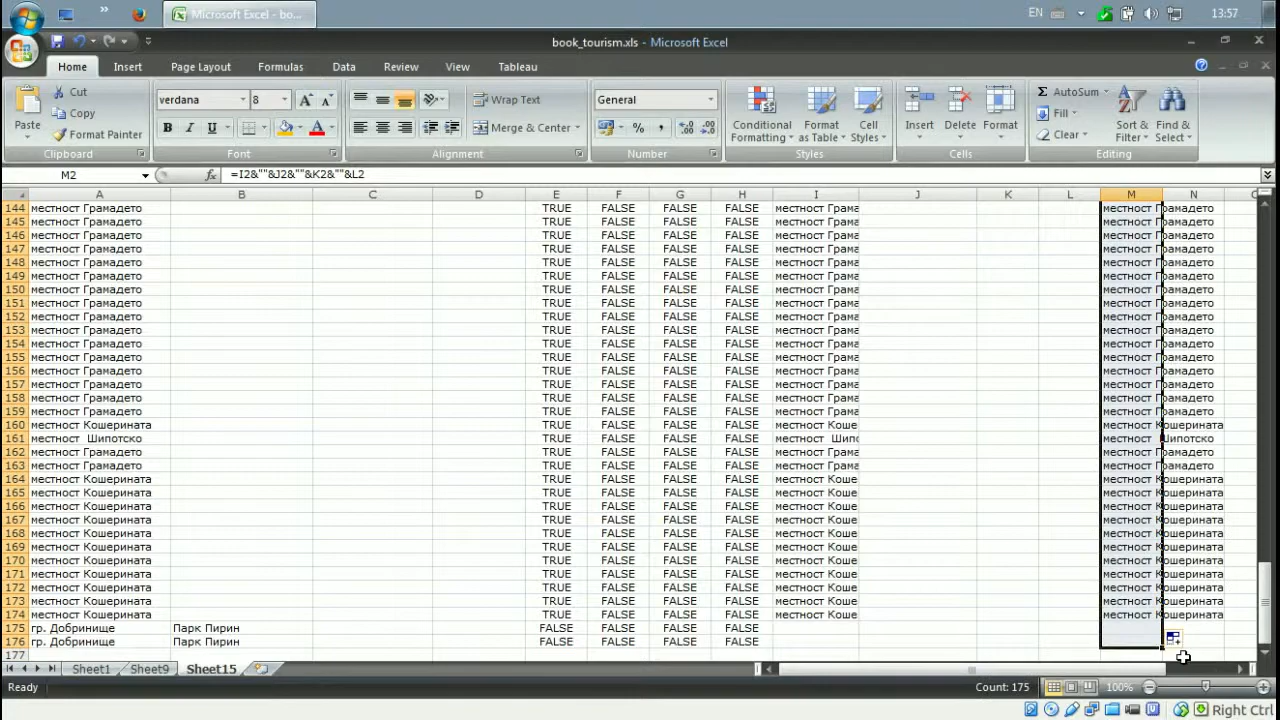 Microsoft Excel - bo...
EN
13:57
book_tourism.xls - Microsoft Excel
Home Insert Page Layout Formulas Data Review View Tableau
Paste
Cut
Copy
Format Painter
Clipboard
verdana 8
B I U
Font
Wrap Text
Merge & Center
Alignment
General
%
Number
Conditional Formatting
Format as Table
Cell Styles
Styles
Insert Delete Format
Cells
Σ AutoSum
Fill
Clear
Sort & Filter
Find & Select
Editing
M2 fx =I2&""&J2&""&K2&""&L2
A B C D E F G H I J K L M N
144 местност Грамадето TRUE FALSE FALSE FALSE местност Грама местност Грамадето
145 местност Грамадето TRUE FALSE FALSE FALSE местност Грама местност Грамадето
146 местност Грамадето TRUE FALSE FALSE FALSE местност Грама местност Грамадето
147 местност Грамадето TRUE FALSE FALSE FALSE местност Грама местност Грамадето
148 местност Грамадето TRUE FALSE FALSE FALSE местност Грама местност Грамадето
149 местност Грамадето TRUE FALSE FALSE FALSE местност Грама местност Грамадето
150 местност Грамадето TRUE FALSE FALSE FALSE местност Грама местност Грамадето
151 местност Грамадето TRUE FALSE FALSE FALSE местност Грама местност Грамадето
152 местност Грамадето TRUE FALSE FALSE FALSE местност Грама местност Грамадето
153 местност Грамадето TRUE FALSE FALSE FALSE местност Грама местност Грамадето
154 местност Грамадето TRUE FALSE FALSE FALSE местност Грама местност Грамадето
155 местност Грамадето TRUE FALSE FALSE FALSE местност Грама местност Грамадето
156 местност Грамадето TRUE FALSE FALSE FALSE местност Грама местност Грамадето
157 местност Грамадето TRUE FALSE FALSE FALSE местност Грама местност Грамадето
158 местност Грамадето TRUE FALSE FALSE FALSE местност Грама местност Грамадето
159 местност Грамадето TRUE FALSE FALSE FALSE местност Грама местност Грамадето
160 местност Кошерината TRUE FALSE FALSE FALSE местност Коше местност Кошерината
161 местност Шипотско TRUE FALSE FALSE FALSE местност Шипо местност Шипотско
162 местност Грамадето TRUE FALSE FALSE FALSE местност Грама местност Грамадето
163 местност Грамадето TRUE FALSE FALSE FALSE местност Грама местност Грамадето
164 местност Кошерината TRUE FALSE FALSE FALSE местност Коше местност Кошерината
165 местност Кошерината TRUE FALSE FALSE FALSE местност Коше местност Кошерината
166 местност Кошерината TRUE FALSE FALSE FALSE местност Коше местност Кошерината
167 местност Кошерината TRUE FALSE FALSE FALSE местност Коше местност Кошерината
168 местност Кошерината TRUE FALSE FALSE FALSE местност Коше местност Кошерината
169 местност Кошерината TRUE FALSE FALSE FALSE местност Коше местност Кошерината
170 местност Кошерината TRUE FALSE FALSE FALSE местност Коше местност Кошерината
171 местност Кошерината TRUE FALSE FALSE FALSE местност Коше местност Кошерината
172 местност Кошерината TRUE FALSE FALSE FALSE местност Коше местност Кошерината
173 местност Кошерината TRUE FALSE FALSE FALSE местност Коше местност Кошерината
174 местност Кошерината TRUE FALSE FALSE FALSE местност Коше местност Кошерината
175 гр. Добринище Парк Пирин FALSE FALSE FALSE FALSE
176 гр. Добринище Парк Пирин FALSE FALSE FALSE FALSE
177
Sheet1 Sheet9 Sheet15
Ready Count: 175 100%
Right Ctrl